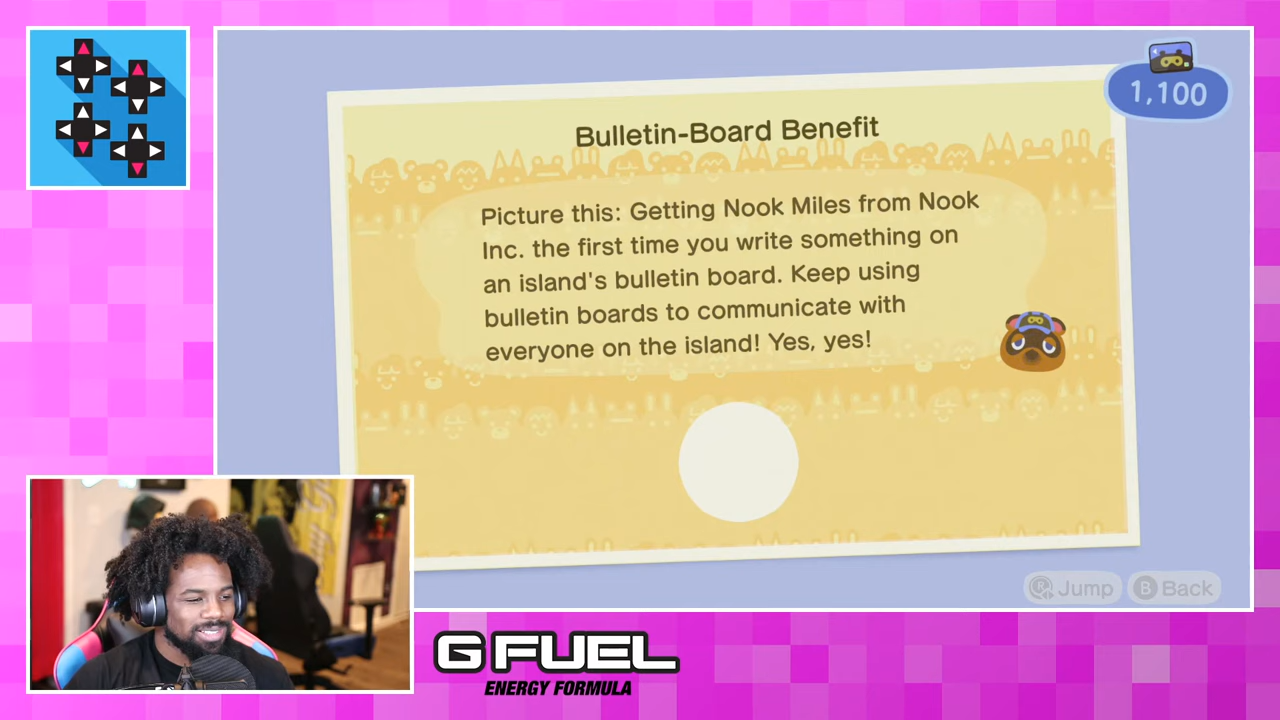 1,100
Bulletin-Board Benefit
Picture this: Getting Nook Miles from Nook
Inc. the first time you write something on
an island's bulletin board. Keep using
bulletin boards to communicate with
everyone on the island! Yes, yes!
R Jump
B Back
G FUEL
ENERGY FORMULA